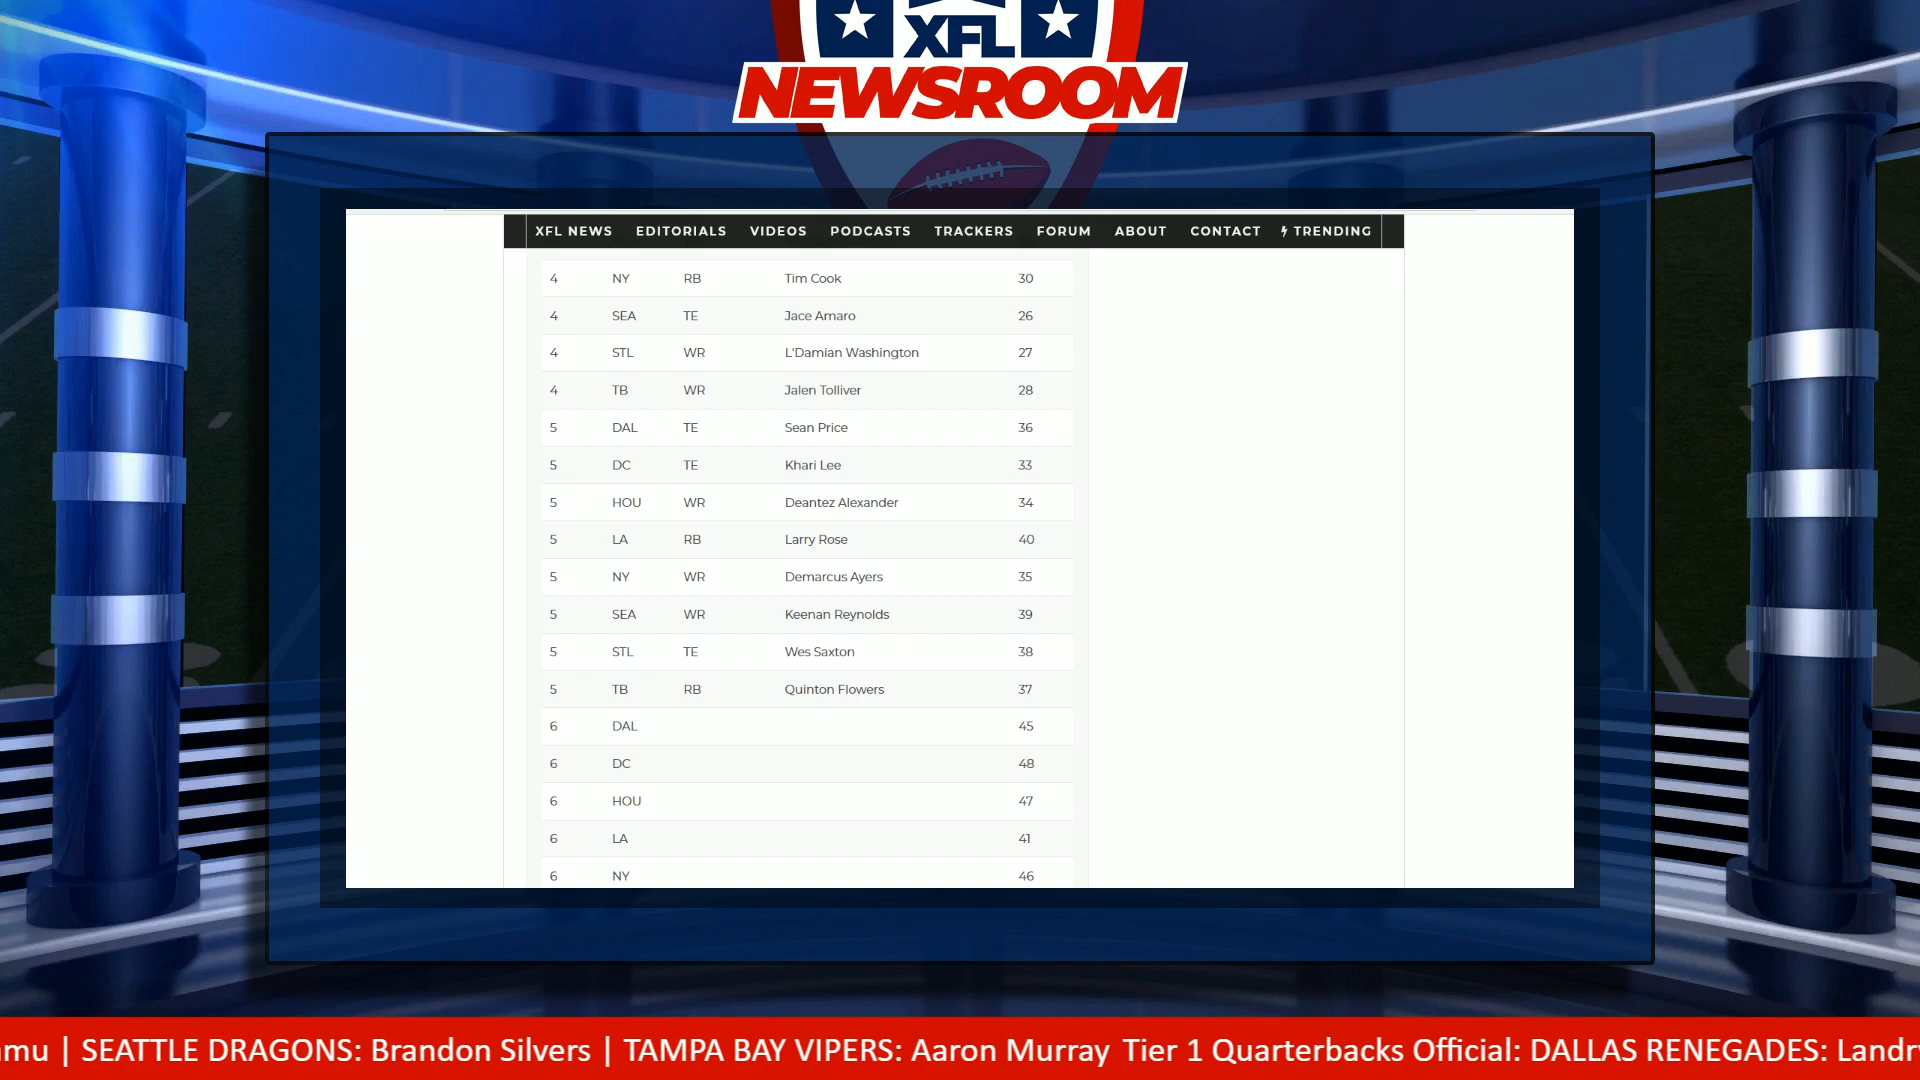 XFL
NEWSROOM
XFL NEWS EDITORIALS VIDEOS PODCASTS TRACKERS FORUM ABOUT CONTACT TRENDING
4 NY RB Tim Cook 30
4 SEA TE Jace Amaro 26
4 STL WR L'Damian Washington 27
4 TB WR Jalen Tolliver 28
5 DAL TE Sean Price 36
5 DC TE Khari Lee 33
5 HOU WR Deantez Alexander 34
5 LA RB Larry Rose 40
5 NY WR Demarcus Ayers 35
5 SEA WR Keenan Reynolds 39
5 STL TE Wes Saxton 38
5 TB RB Quinton Flowers 37
6 DAL 45
6 DC 48
6 HOU 47
6 LA 41
6 NY 46
mu | SEATTLE DRAGONS: Brandon Silvers | TAMPA BAY VIPERS: Aaron Murray Tier 1 Quarterbacks Official: DALLAS RENEGADES: Landr